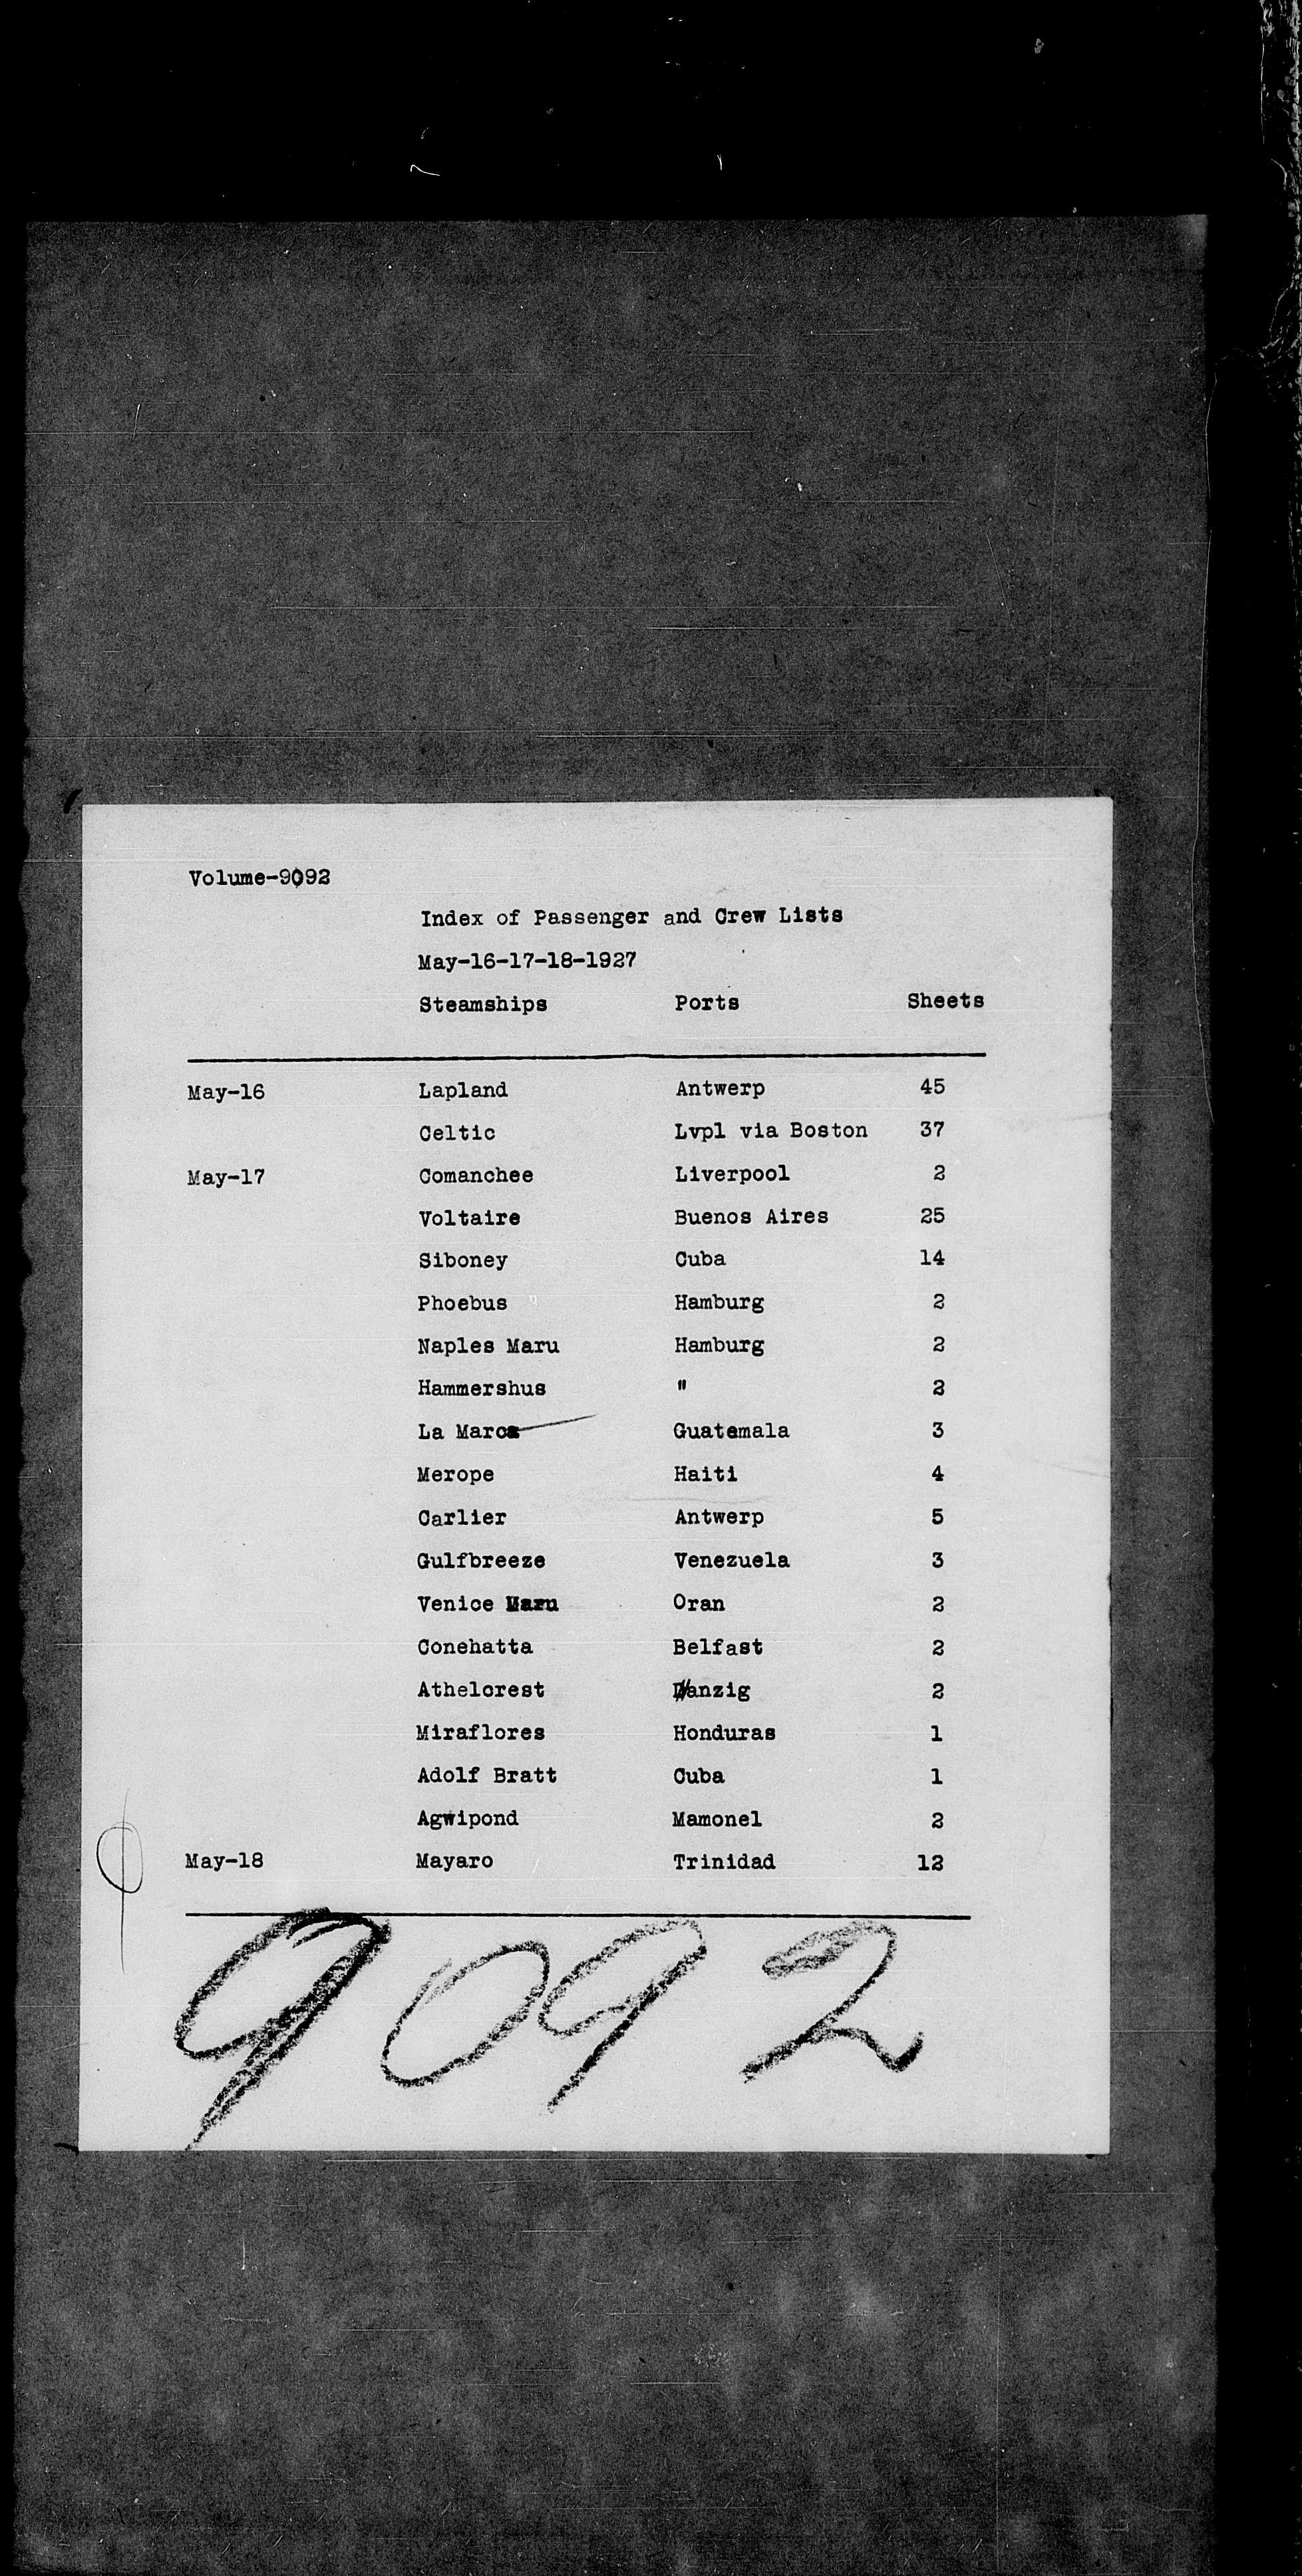 Volume-9092
Index of Passenger and Crew Lists
May-16-17-18-1927
Steamships Ports Sheets
May-16 Lapland Antwerp 45
Celtic Lvpl via Boston 37
May-17 Comanchee Liverpool 2
Voltaire Buenos Aires 25
Siboney Cuba 14
Phoebus Hamburg 2
Naples Maru Hamburg 2
Hammershus " 2
La Marca Guatemala 3
Merope Haiti 4
Carlier Antwerp 5
Gulfbreeze Venezuela 3
Venice Maru Oran 2
Conehatta Belfast 2
Athelcrest Danzig 2
Miraflores Honduras 1
Adolf Bratt Cuba 1
Agwipond Mamonel 2
May-18 Mayaro Trinidad 12
9092